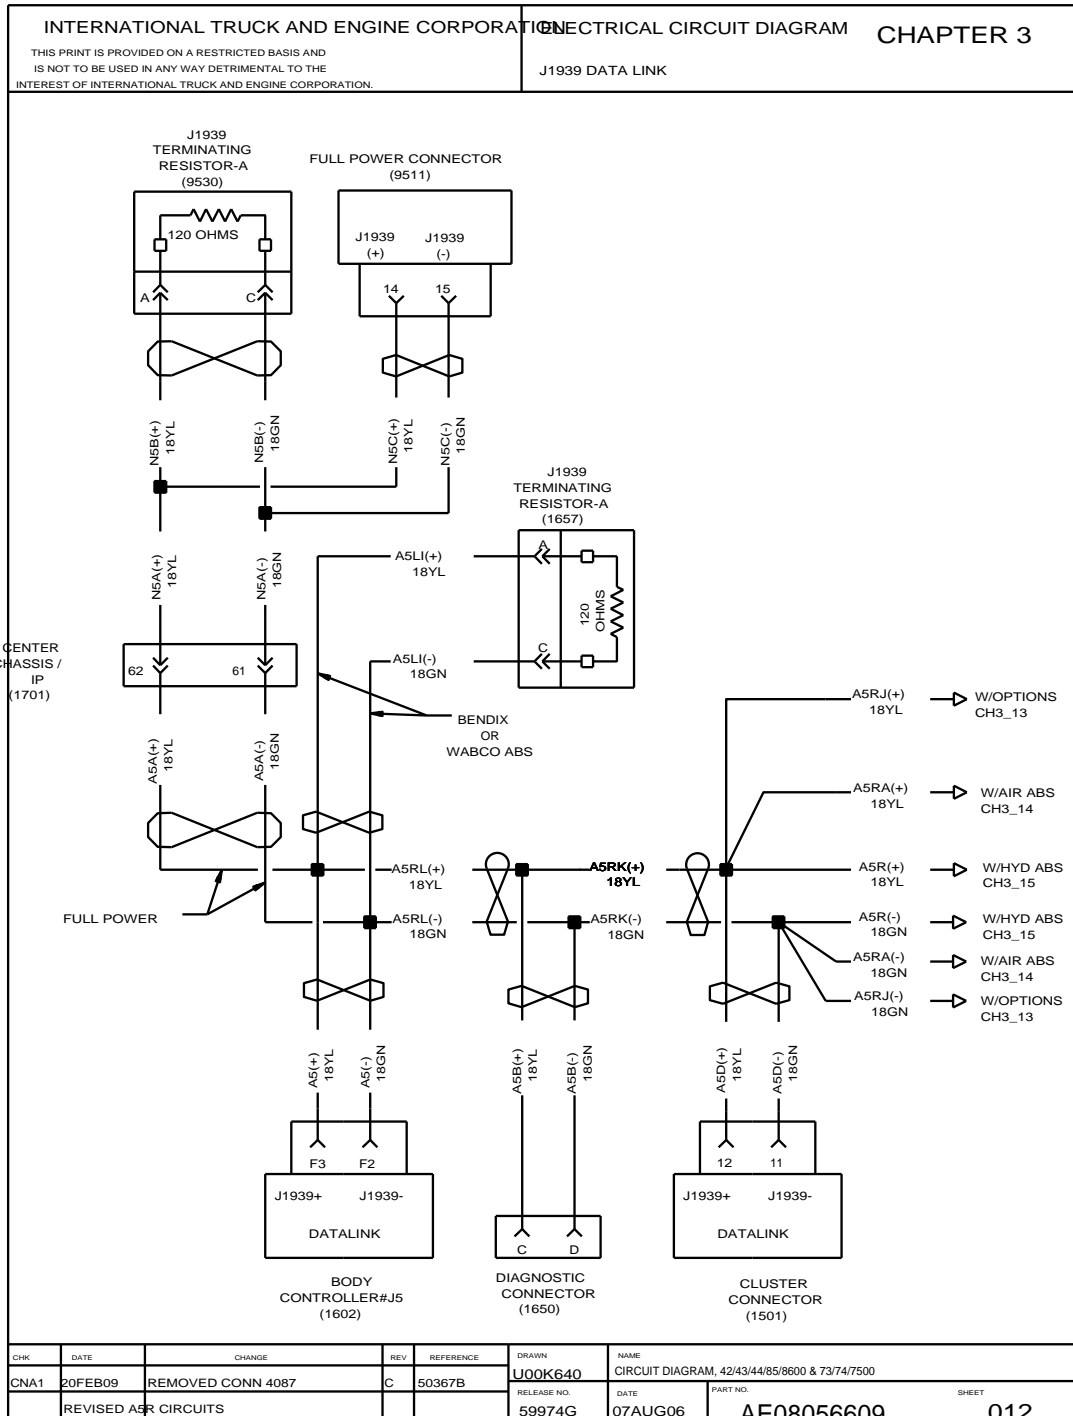 INTERNATIONAL TRUCK AND ENGINE CORPORATION
ELECTRICAL CIRCUIT DIAGRAM
CHAPTER 3
THIS PRINT IS PROVIDED ON A RESTRICTED BASIS AND
IS NOT TO BE USED IN ANY WAY DETRIMENTAL TO THE
INTEREST OF INTERNATIONAL TRUCK AND ENGINE CORPORATION.
J1939 DATA LINK
J1939
TERMINATING
RESISTOR-A
(9530)
120 OHMS
A
C
FULL POWER CONNECTOR
(9511)
J1939
(+)
J1939
(-)
14
15
N5B(+)
18YL
N5B(-)
18GN
N5C(+)
18YL
N5C(-)
18GN
J1939
TERMINATING
RESISTOR-A
(1657)
A
C
120
OHMS
A5LI(+)
18YL
A5LI(-)
18GN
N5A(+)
18YL
N5A(-)
18GN
CENTER
CHASSIS /
IP
(1701)
62
61
BENDIX
OR
WABCO ABS
A5A(+)
18YL
A5A(-)
18GN
FULL POWER
A5RL(+)
18YL
A5RL(-)
18GN
A5RK(+)
18YL
A5RK(-)
18GN
A5RJ(+)
18YL
W/OPTIONS
CH3_13
A5RA(+)
18YL
W/AIR ABS
CH3_14
A5R(+)
18YL
W/HYD ABS
CH3_15
A5R(-)
18GN
W/HYD ABS
CH3_15
A5RA(-)
18GN
W/AIR ABS
CH3_14
A5RJ(-)
18GN
W/OPTIONS
CH3_13
A5(+)
18YL
A5(-)
18GN
A5B(+)
18YL
A5B(-)
18GN
A5D(+)
18YL
A5D(-)
18GN
F3
F2
J1939+
J1939-
DATALINK
BODY
CONTROLLER#J5
(1602)
C
D
DIAGNOSTIC
CONNECTOR
(1650)
12
11
J1939+
J1939-
DATALINK
CLUSTER
CONNECTOR
(1501)
CHK
DATE
CHANGE
REV
REFERENCE
DRAWN
NAME
CNA1
20FEB09
REMOVED CONN 4087
C
50367B
U00K640
CIRCUIT DIAGRAM, 42/43/44/85/8600 & 73/74/7500
REVISED A5R CIRCUITS
RELEASE NO.
59974G
DATE
07AUG06
PART NO.
AE08056609
SHEET
012